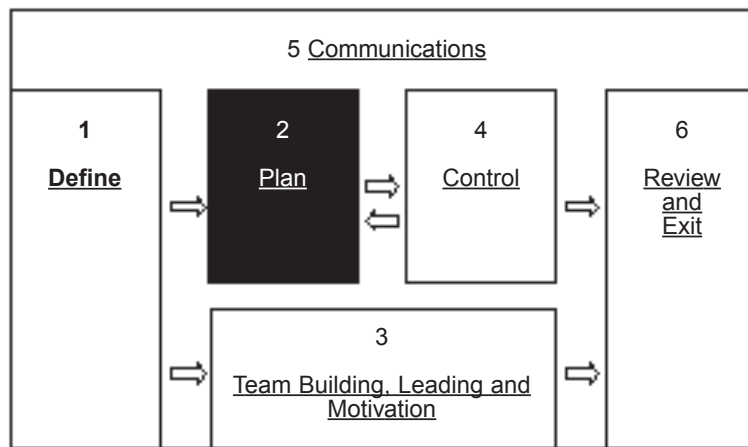 5 Communications
1
Define
2
Plan
4
Control
6
Review
and
Exit
3
Team Building, Leading and
Motivation